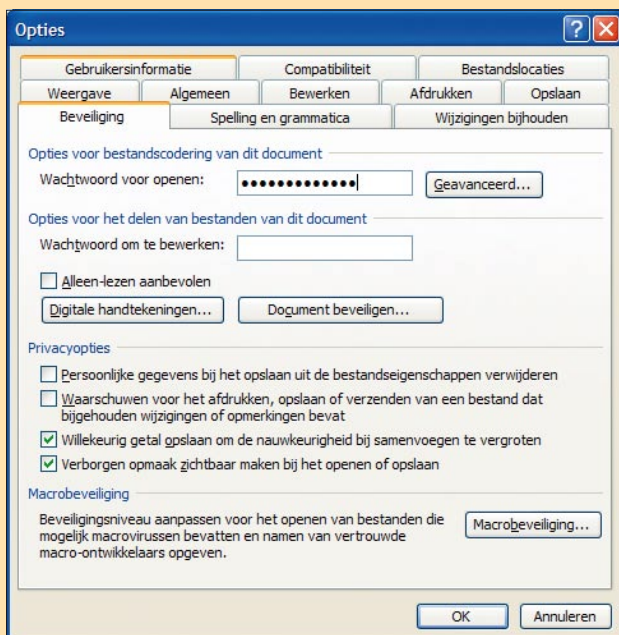 Opties
Gebruikersinformatie Compatibiliteit Bestandslocaties
Weergave Algemeen Bewerken Afdrukken Opslaan
Beveiliging Spelling en grammatica Wijzigingen bijhouden
Opties voor bestandscodering van dit document
Wachtwoord voor openen: ●●●●●●●●●●●●● Geavanceerd...
Opties voor het delen van bestanden van dit document
Wachtwoord om te bewerken:
Alleen-lezen aanbevolen
Digitale handtekeningen... Document beveiligen...
Privacyopties
Persoonlijke gegevens bij het opslaan uit de bestandseigenschappen verwijderen
Waarschuwen voor het afdrukken, opslaan of verzenden van een bestand dat
bijgehouden wijzigingen of opmerkingen bevat
Willekeurig getal opslaan om de nauwkeurigheid bij samenvoegen te vergroten
Verborgen opmaak zichtbaar maken bij het openen of opslaan
Macrobeveiliging
Beveiligingsniveau aanpassen voor het openen van bestanden die
mogelijk macrovirussen bevatten en namen van vertrouwde
macro-ontwikkelaars opgeven.
Macrobeveiliging...
OK Annuleren